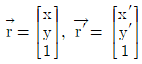 r⃗ = [x y 1], r⃗′ = [x′ y′ 1]